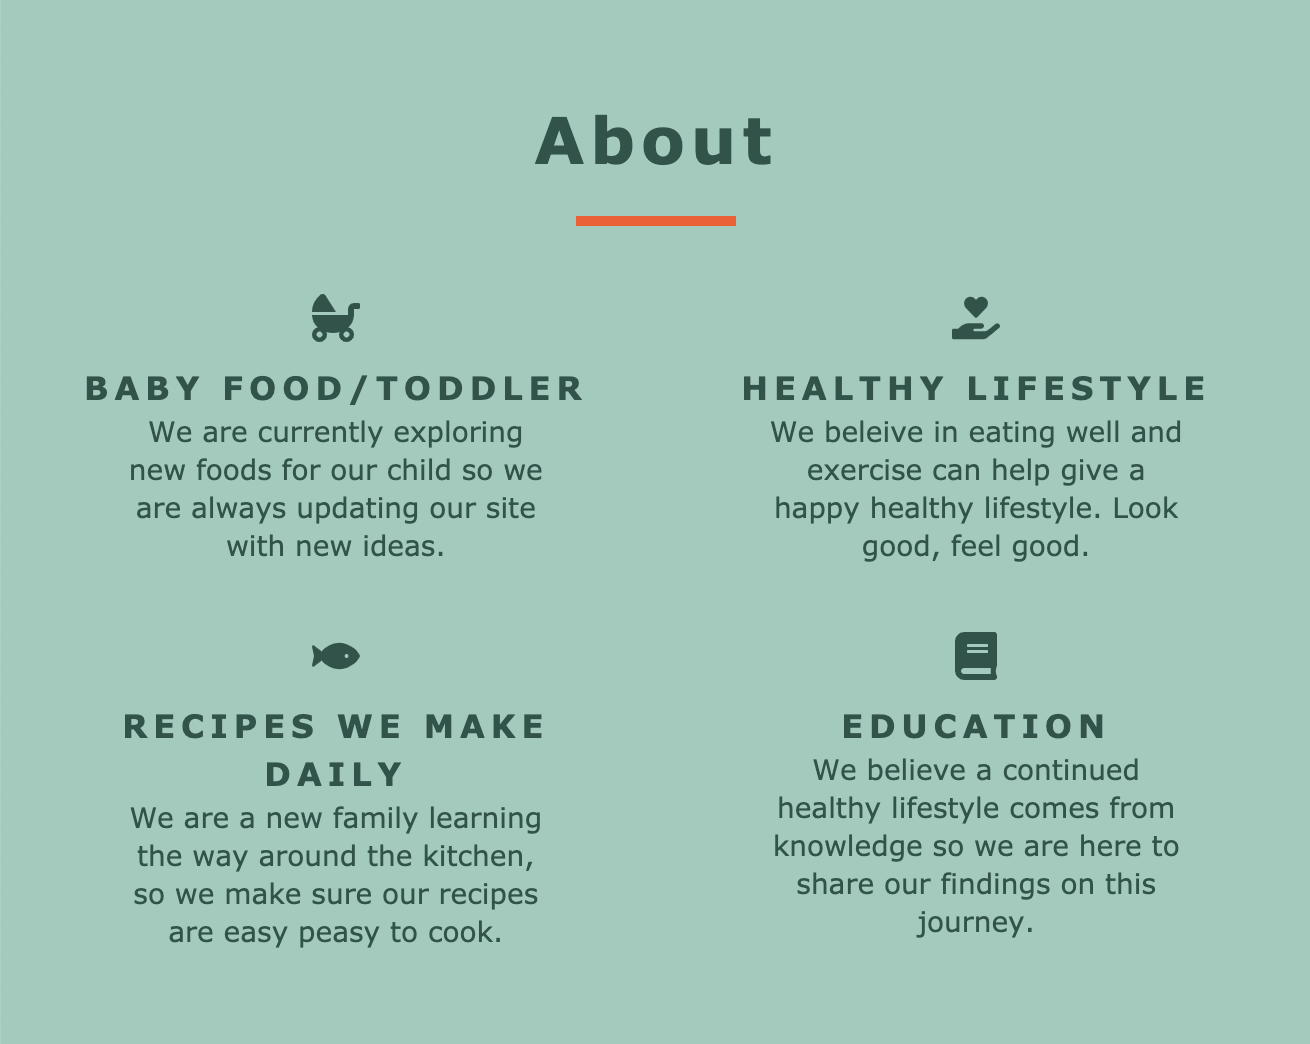 About
BABY FOOD/TODDLER
We are currently exploring
new foods for our child so we
are always updating our site
with new ideas.
HEALTHY LIFESTYLE
We beleive in eating well and
exercise can help give a
happy healthy lifestyle. Look
good, feel good.
RECIPES WE MAKE
DAILY
We are a new family learning
the way around the kitchen,
so we make sure our recipes
are easy peasy to cook.
EDUCATION
We believe a continued
healthy lifestyle comes from
knowledge so we are here to
share our findings on this
journey.